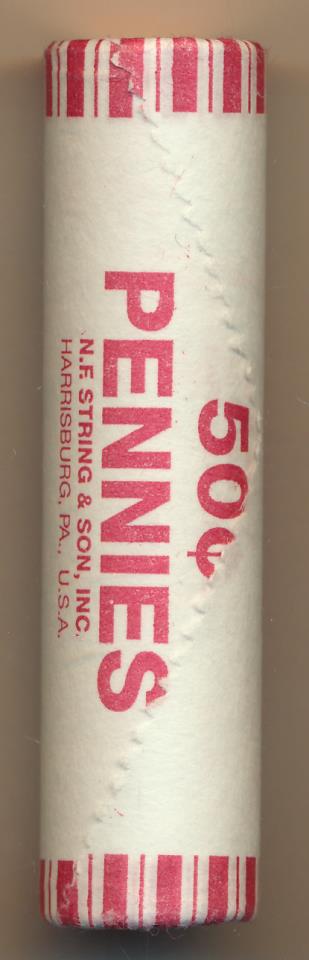 50¢
PENNIES
N.F. STRING & SON, INC.
HARRISBURG, PA., U.S.A.